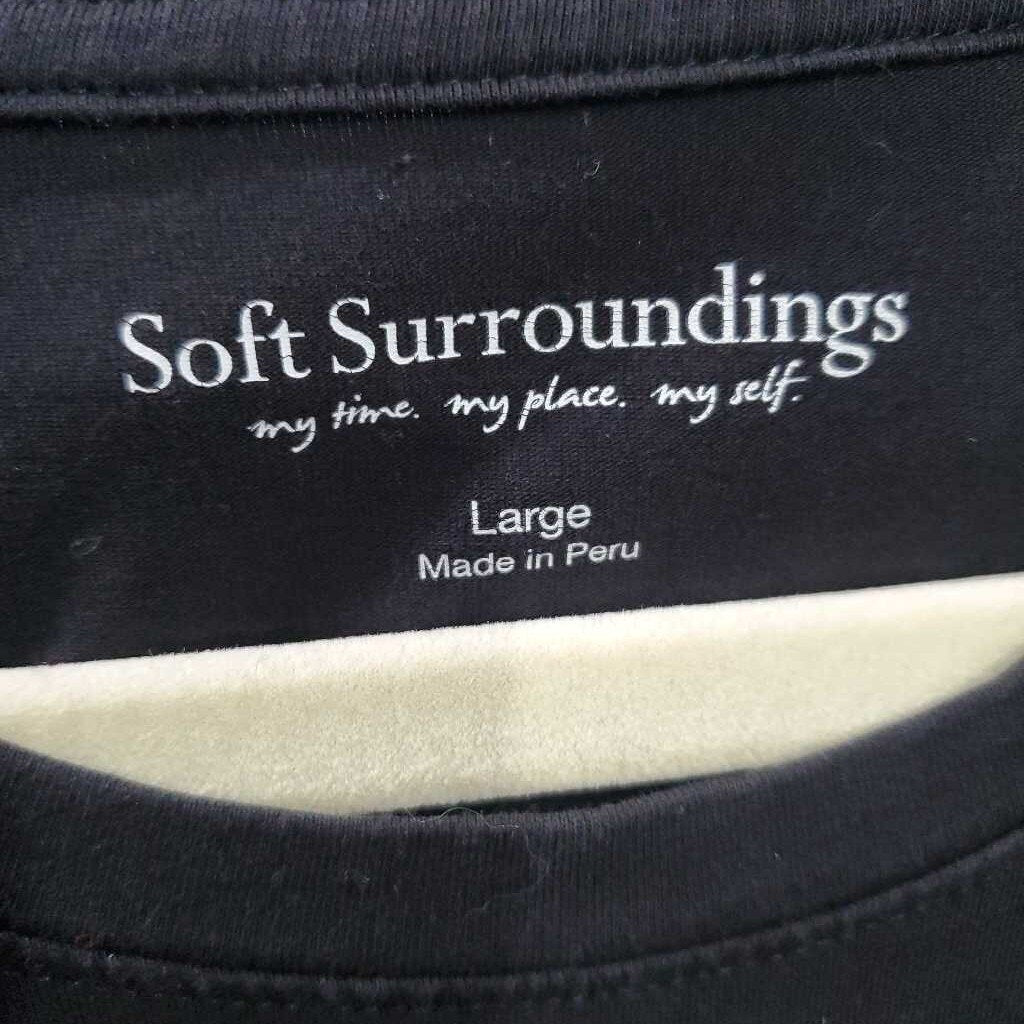 Soft Surroundings
my time. my place. my self.
Large
Made in Peru